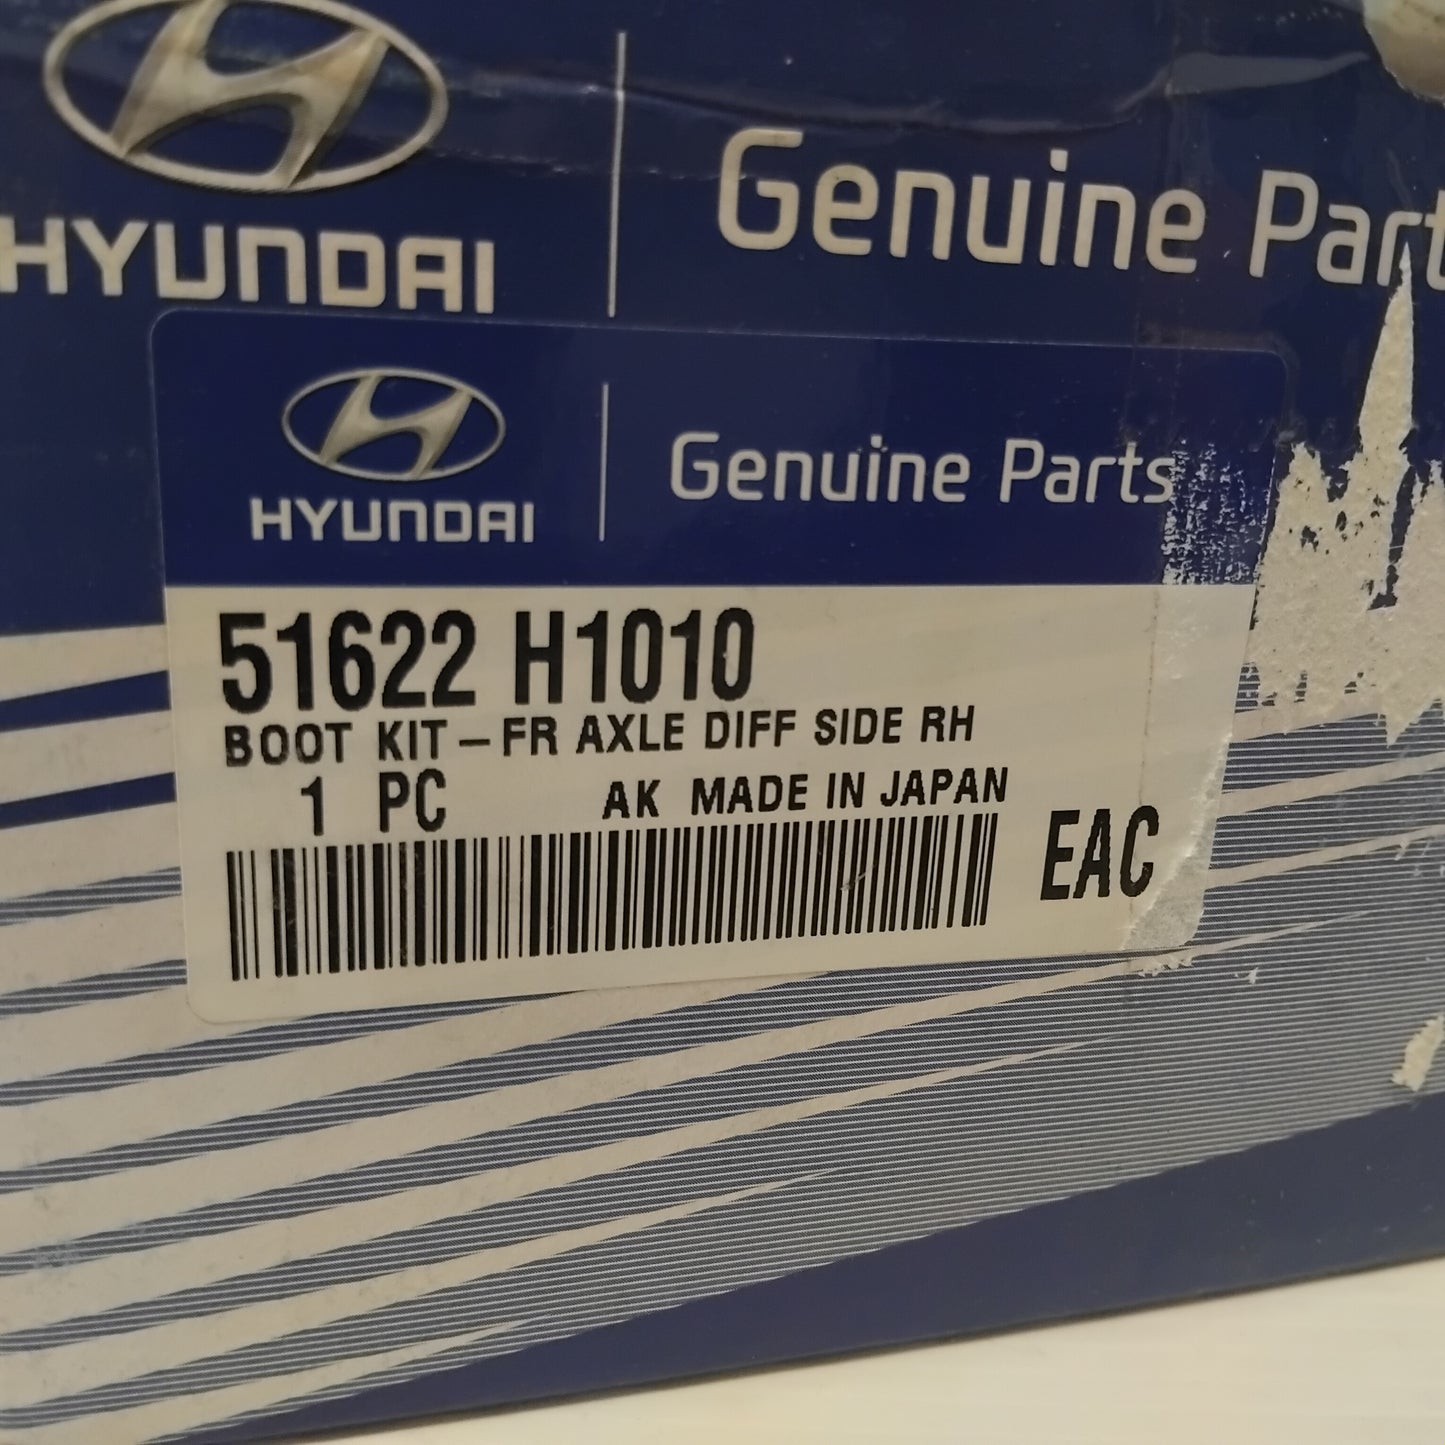 HYUNDAI
Genuine Parts
HYUNDAI
Genuine Parts
51622 H1010
BOOT KIT-FR AXLE DIFF SIDE RH
1 PC AK MADE IN JAPAN
EAC